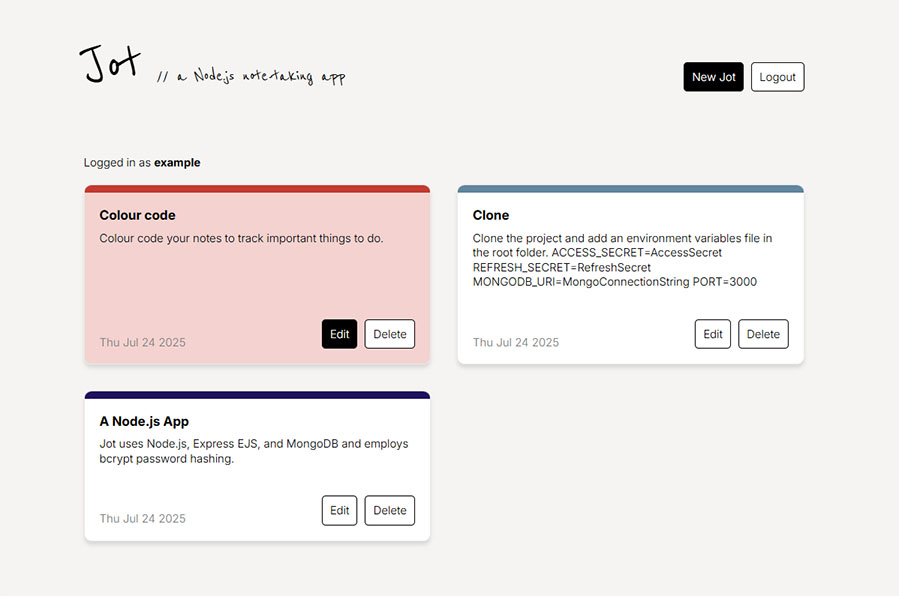 Jot // a Node.js note-taking app
New Jot Logout
Logged in as example
Colour code
Colour code your notes to track important things to do.
Thu Jul 24 2025
Edit Delete
Clone
Clone the project and add an environment variables file in
the root folder. ACCESS_SECRET=AccessSecret
REFRESH_SECRET=RefreshSecret
MONGODB_URI=MongoConnectionString PORT=3000
Thu Jul 24 2025
Edit Delete
A Node.js App
Jot uses Node.js, Express EJS, and MongoDB and employs
bcrypt password hashing.
Thu Jul 24 2025
Edit Delete